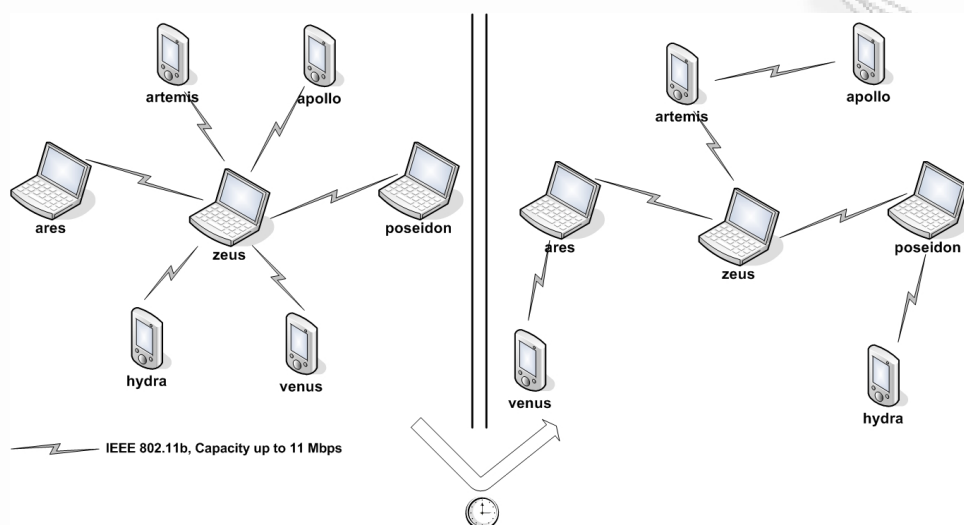 artemis
apollo
ares
zeus
poseidon
hydra
venus
IEEE 802.11b, Capacity up to 11 Mbps
artemis
apollo
ares
zeus
poseidon
venus
hydra